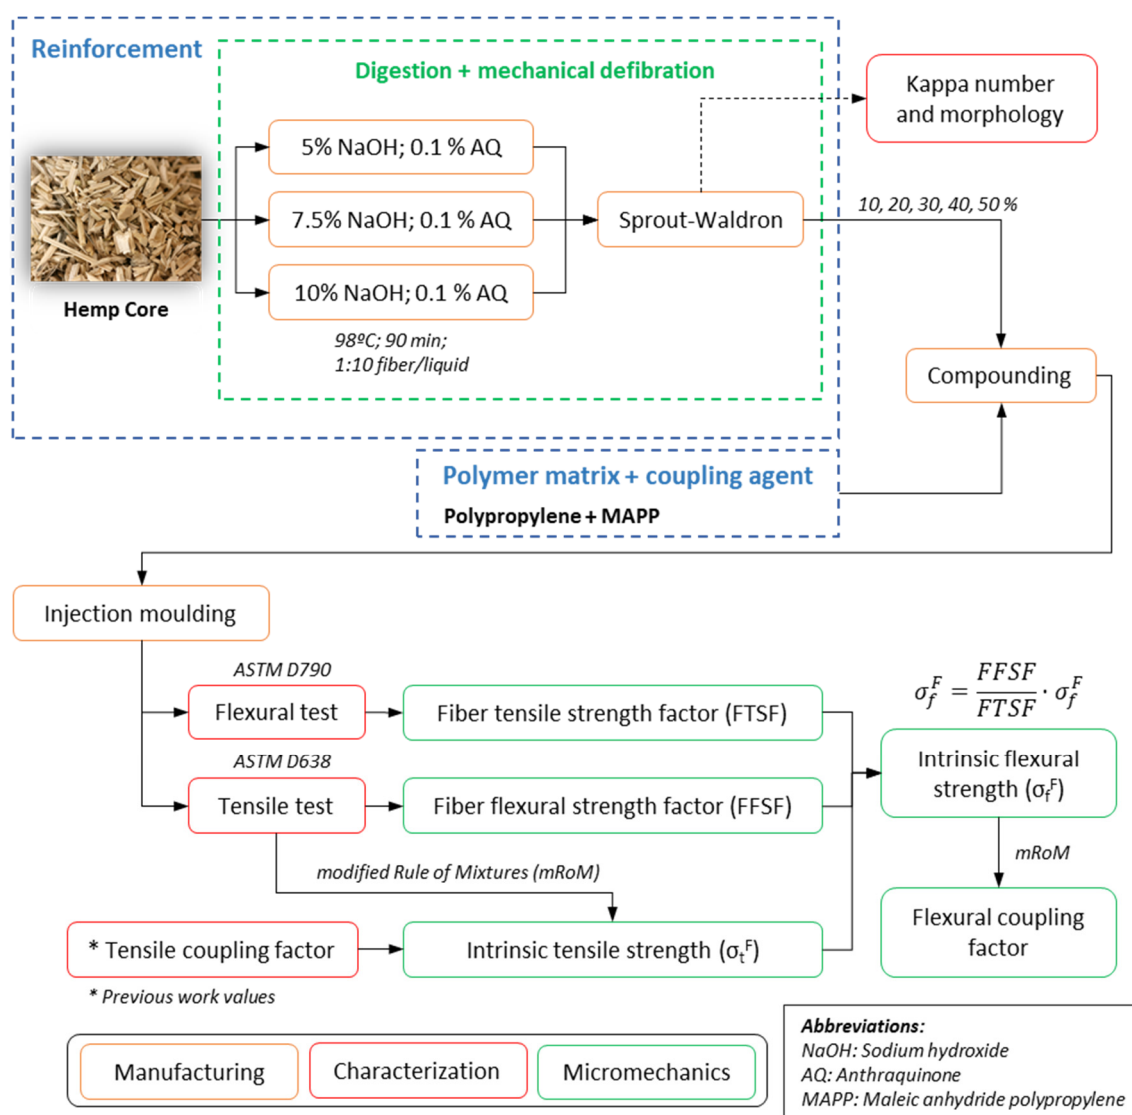 Reinforcement
Digestion + mechanical defibration
Kappa number
and morphology
5% NaOH; 0.1 % AQ
7.5% NaOH; 0.1 % AQ
10% NaOH; 0.1 % AQ
Sprout-Waldron
10, 20, 30, 40, 50 %
Hemp Core
98ºC; 90 min;
1:10 fiber/liquid
Compounding
Polymer matrix + coupling agent
Polypropylene + MAPP
Injection moulding
ASTM D790
Flexural test
Fiber tensile strength factor (FTSF)
ASTM D638
Tensile test
Fiber flexural strength factor (FFSF)
σ_f^F = FFSF/FTSF · σ_f^F
Intrinsic flexural
strength (σ_f^F)
modified Rule of Mixtures (mRoM)
mRoM
* Tensile coupling factor
Intrinsic tensile strength (σ_t^F)
Flexural coupling
factor
* Previous work values
Manufacturing
Characterization
Micromechanics
Abbreviations:
NaOH: Sodium hydroxide
AQ: Anthraquinone
MAPP: Maleic anhydride polypropylene